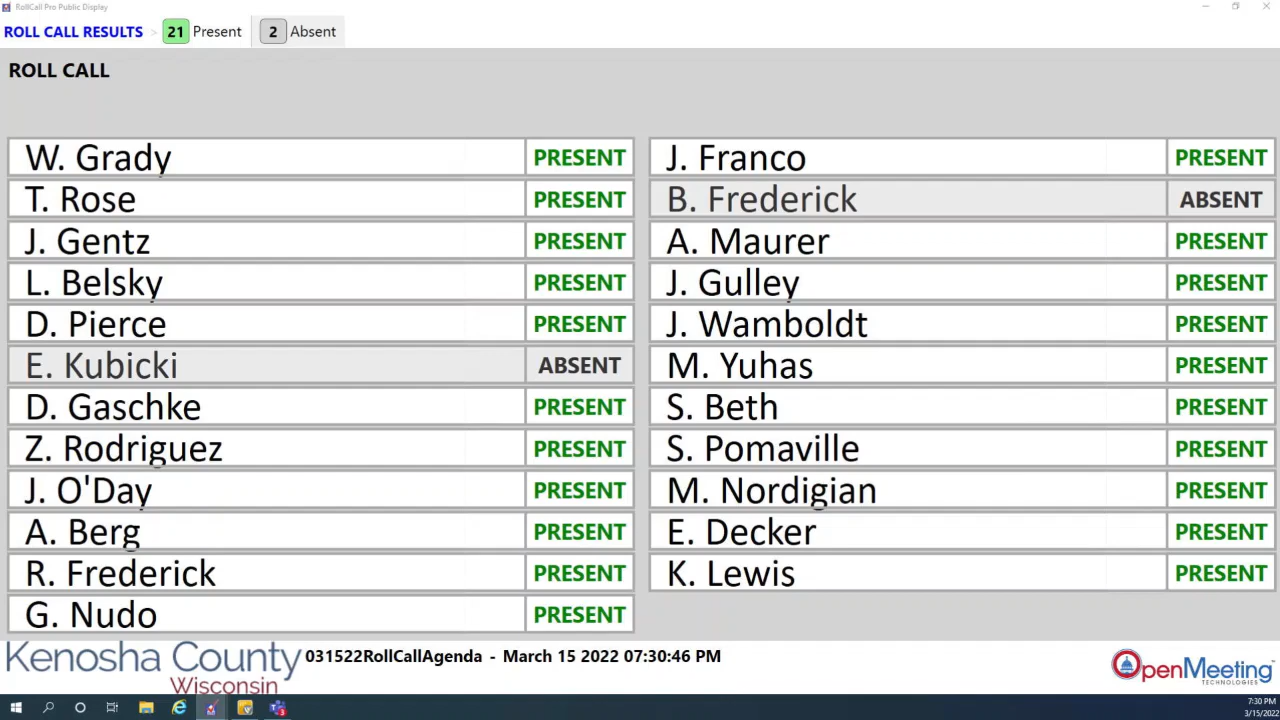 RollCall Pro Public Display
ROLL CALL RESULTS > 21 Present 2 Absent
ROLL CALL
W. Grady PRESENT
T. Rose PRESENT
J. Gentz PRESENT
L. Belsky PRESENT
D. Pierce PRESENT
E. Kubicki ABSENT
D. Gaschke PRESENT
Z. Rodriguez PRESENT
J. O'Day PRESENT
A. Berg PRESENT
R. Frederick PRESENT
G. Nudo PRESENT
J. Franco PRESENT
B. Frederick ABSENT
A. Maurer PRESENT
J. Gulley PRESENT
J. Wamboldt PRESENT
M. Yuhas PRESENT
S. Beth PRESENT
S. Pomaville PRESENT
M. Nordigian PRESENT
E. Decker PRESENT
K. Lewis PRESENT
Kenosha County
Wisconsin
031522RollCallAgenda - March 15 2022 07:30:46 PM
OpenMeeting
TECHNOLOGIES
7:30 PM
3/15/2022